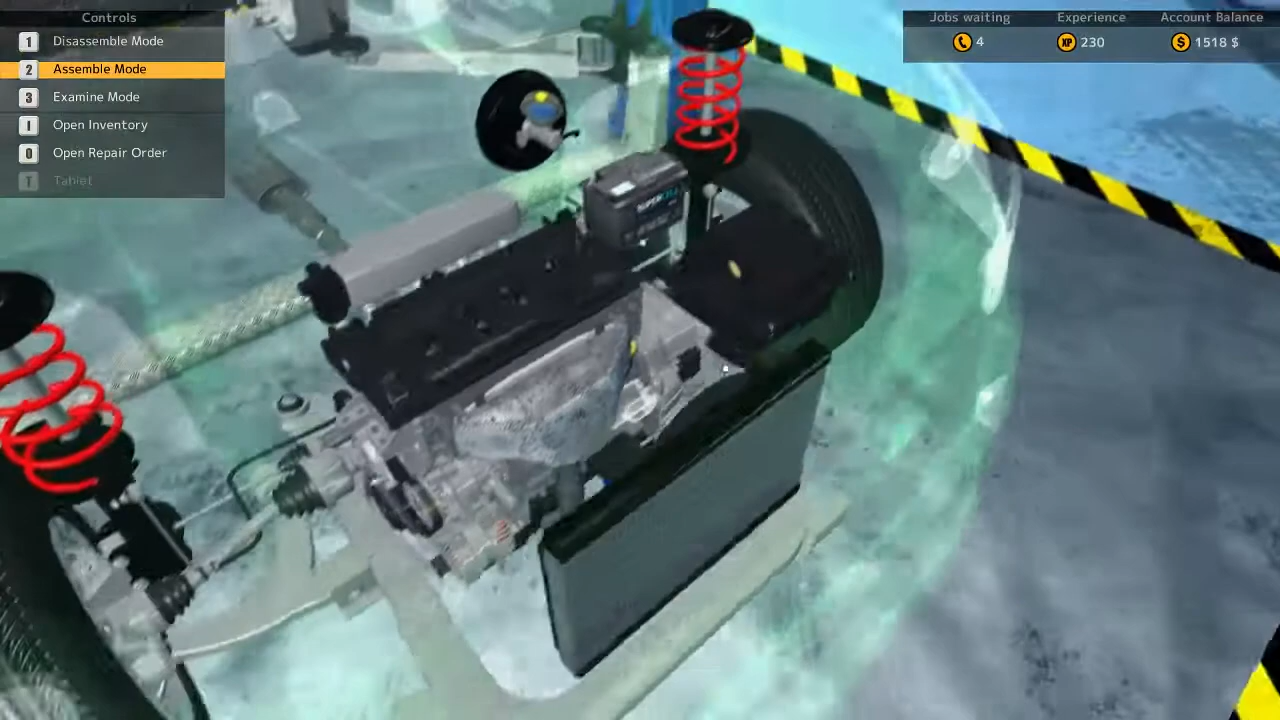 Controls
1 Disassemble Mode
2 Assemble Mode
3 Examine Mode
I Open Inventory
O Open Repair Order
T Tablet
Jobs waiting Experience Account Balance
4 XP 230 $ 1518 $